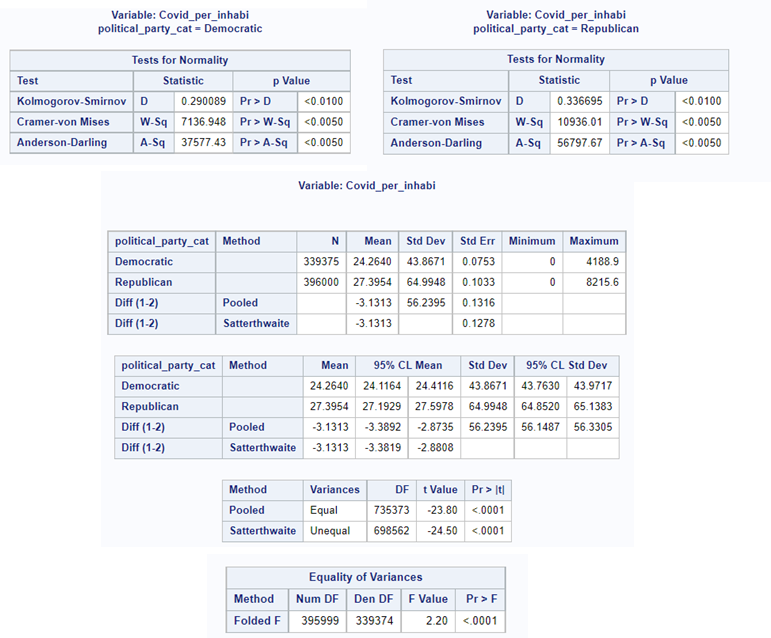 Variable: Covid_per_inhabi
political_party_cat = Democratic
Tests for Normality
Test Statistic p Value
Kolmogorov-Smirnov D 0.290089 Pr > D <0.0100
Cramer-von Mises W-Sq 7136.948 Pr > W-Sq <0.0050
Anderson-Darling A-Sq 37577.43 Pr > A-Sq <0.0050
Variable: Covid_per_inhabi
political_party_cat = Republican
Tests for Normality
Test Statistic p Value
Kolmogorov-Smirnov D 0.336695 Pr > D <0.0100
Cramer-von Mises W-Sq 10936.01 Pr > W-Sq <0.0050
Anderson-Darling A-Sq 56797.67 Pr > A-Sq <0.0050
Variable: Covid_per_inhabi
political_party_cat Method N Mean Std Dev Std Err Minimum Maximum
Democratic 339375 24.2640 43.8671 0.0753 0 4188.9
Republican 396000 27.3954 64.9948 0.1033 0 8215.6
Diff (1-2) Pooled -3.1313 56.2395 0.1316
Diff (1-2) Satterthwaite -3.1313 0.1278
political_party_cat Method Mean 95% CL Mean Std Dev 95% CL Std Dev
Democratic 24.2640 24.1164 24.4116 43.8671 43.7630 43.9717
Republican 27.3954 27.1929 27.5978 64.9948 64.8520 65.1383
Diff (1-2) Pooled -3.1313 -3.3892 -2.8735 56.2395 56.1487 56.3305
Diff (1-2) Satterthwaite -3.1313 -3.3819 -2.8808
Method Variances DF t Value Pr > |t|
Pooled Equal 735373 -23.80 <.0001
Satterthwaite Unequal 698562 -24.50 <.0001
Equality of Variances
Method Num DF Den DF F Value Pr > F
Folded F 395999 339374 2.20 <.0001